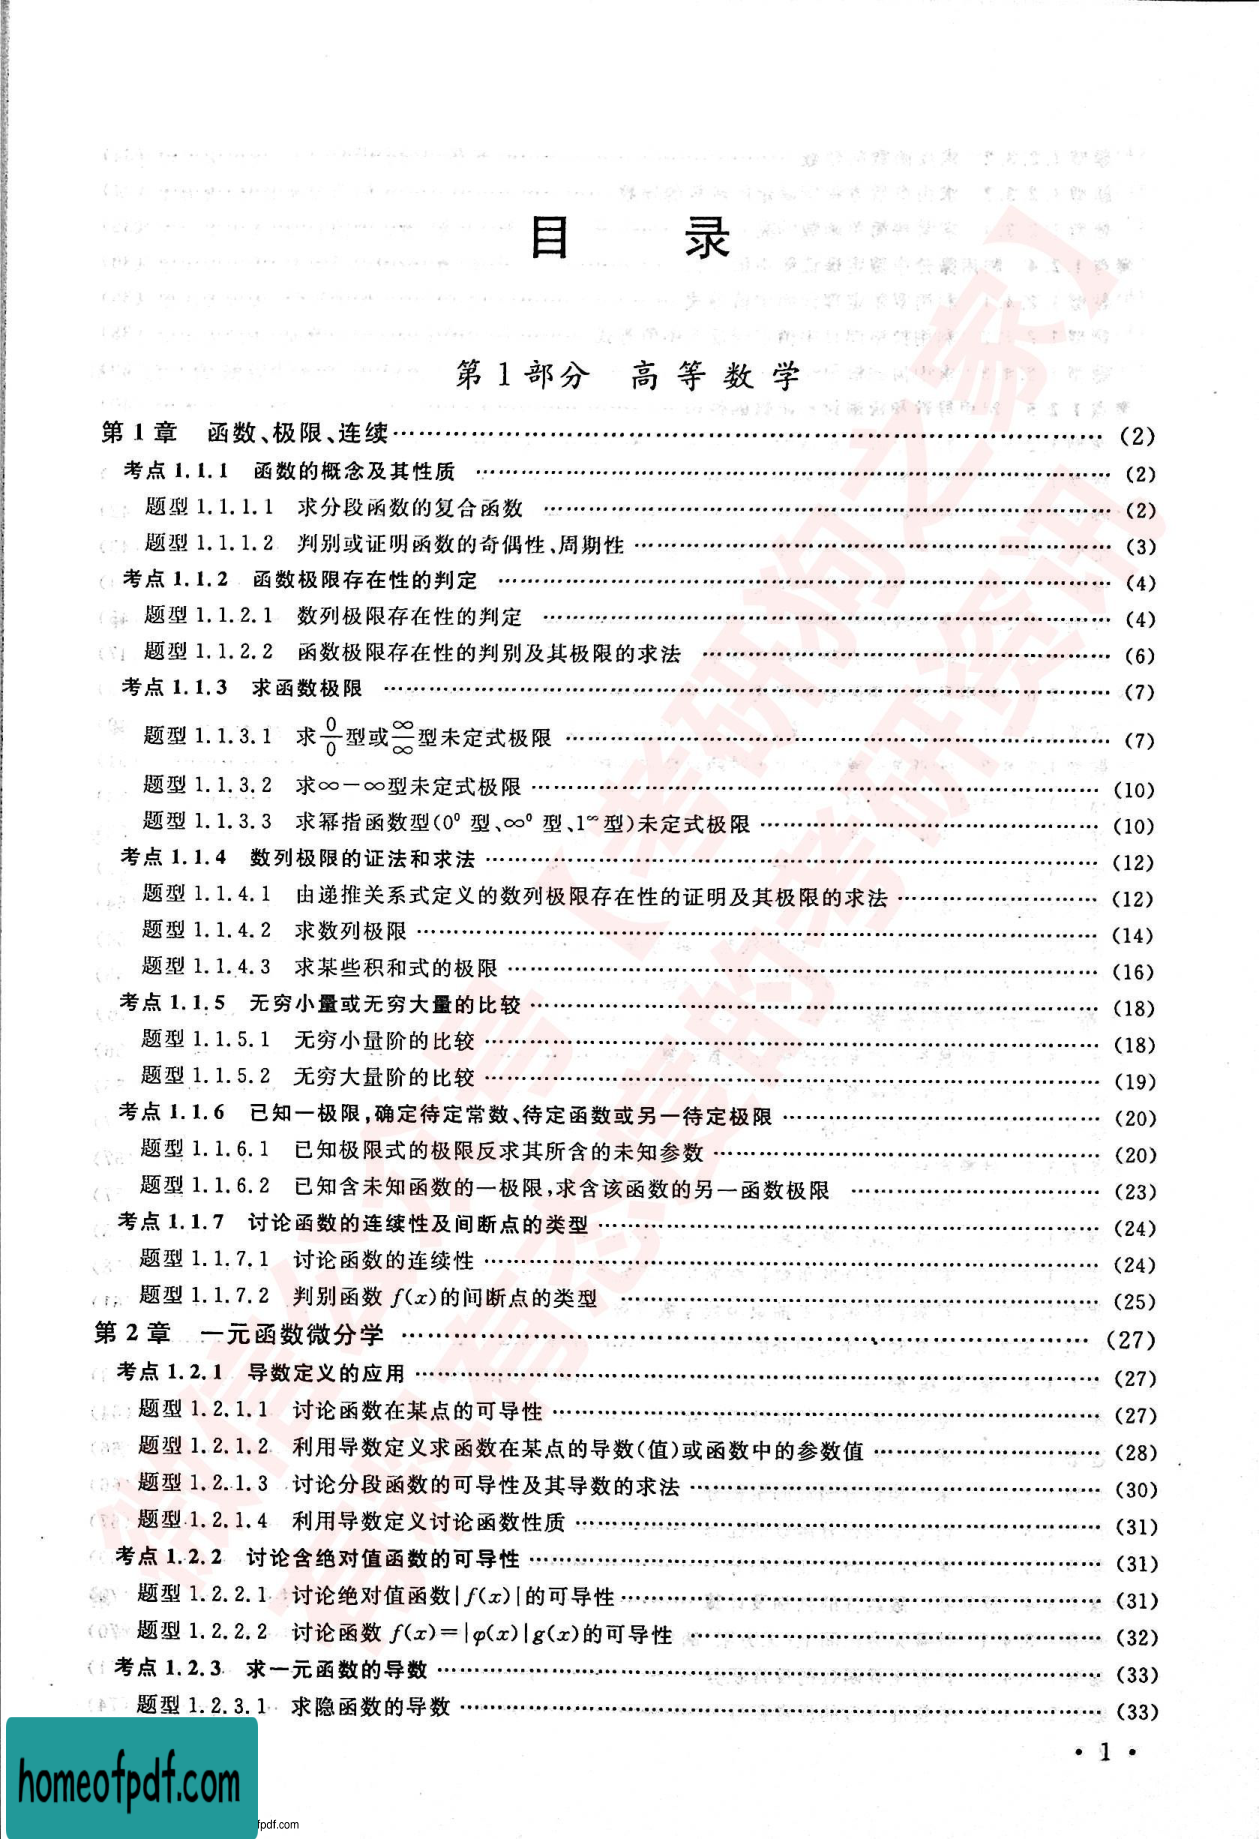 目 录
第1部分 高等数学
第1章 函数、极限、连续 (2)
考点1.1.1 函数的概念及其性质 (2)
题型1.1.1.1 求分段函数的复合函数 (2)
题型1.1.1.2 判别或证明函数的奇偶性、周期性 (3)
考点1.1.2 函数极限存在性的判定 (4)
题型1.1.2.1 数列极限存在性的判定 (4)
题型1.1.2.2 函数极限存在性的判别及其极限的求法 (6)
考点1.1.3 求函数极限 (7)
题型1.1.3.1 求0/0型或∞/∞型未定式极限 (7)
题型1.1.3.2 求∞-∞型未定式极限 (10)
题型1.1.3.3 求幂指函数型(0⁰型、∞⁰型、1^∞型)未定式极限 (10)
考点1.1.4 数列极限的证法和求法 (12)
题型1.1.4.1 由递推关系式定义的数列极限存在性的证明及其极限的求法 (12)
题型1.1.4.2 求数列极限 (14)
题型1.1.4.3 求某些积和式的极限 (16)
考点1.1.5 无穷小量或无穷大量的比较 (18)
题型1.1.5.1 无穷小量阶的比较 (18)
题型1.1.5.2 无穷大量阶的比较 (19)
考点1.1.6 已知一极限,确定待定常数、待定函数或另一待定极限 (20)
题型1.1.6.1 已知极限式的极限反求其所含的未知参数 (20)
题型1.1.6.2 已知含未知函数的一极限,求含该函数的另一函数极限 (23)
考点1.1.7 讨论函数的连续性及间断点的类型 (24)
题型1.1.7.1 讨论函数的连续性 (24)
题型1.1.7.2 判别函数f(x)的间断点的类型 (25)
第2章 一元函数微分学 (27)
考点1.2.1 导数定义的应用 (27)
题型1.2.1.1 讨论函数在某点的可导性 (27)
题型1.2.1.2 利用导数定义求函数在某点的导数(值)或函数中的参数值 (28)
题型1.2.1.3 讨论分段函数的可导性及其导数的求法 (30)
题型1.2.1.4 利用导数定义讨论函数性质 (31)
考点1.2.2 讨论含绝对值函数的可导性 (31)
题型1.2.2.1 讨论绝对值函数|f(x)|的可导性 (31)
题型1.2.2.2 讨论函数f(x)=|φ(x)|g(x)的可导性 (32)
考点1.2.3 求一元函数的导数 (33)
题型1.2.3.1 求隐函数的导数 (33)
· 1 ·
homeofpdf.com
fpdf.com
微信公众号【考研狗之家】
有态度的考研资讯